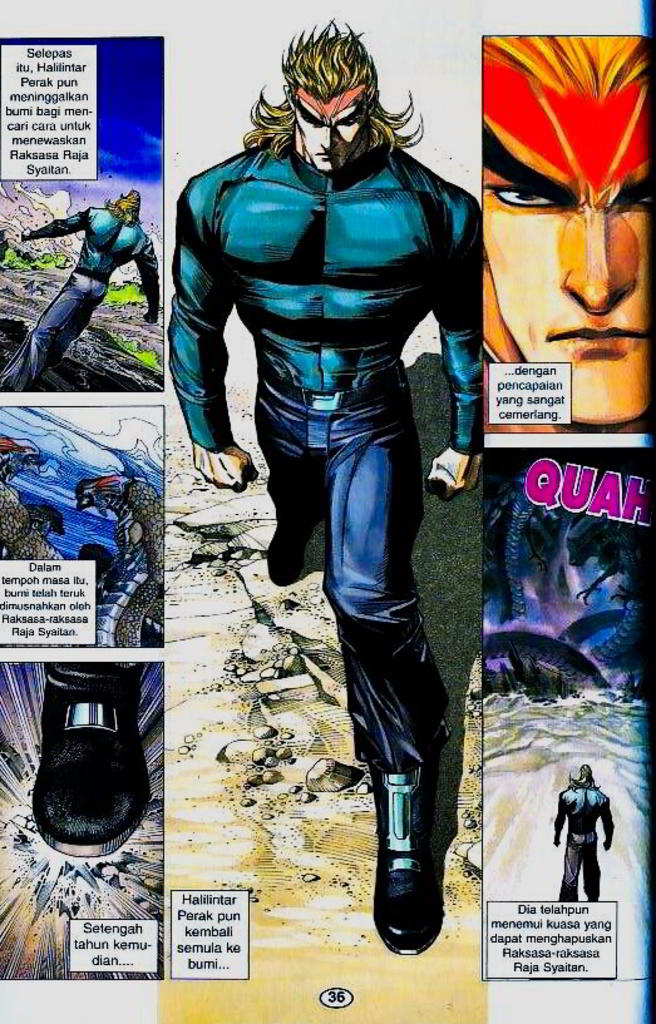 Selepas
itu, Halilintar
Perak pun
meninggalkan
bumi bagi men-
cari cara untuk
menewaskan
Raksasa Raja
Syaitan.
Dalam
tempoh masa itu,
bumi telah teruk
dimusnahkan oleh
Raksasa-raksasa
Raja Syaitan.
Setengah
tahun kemu-
dian....
Halilintar
Perak pun
kembali
semula ke
bumi...
...dengan
pencapaian
yang sangat
cemerlang.
QUAH
Dia telahpun
menemui kuasa yang
dapat menghapuskan
Raksasa-raksasa
Raja Syaitan.
36